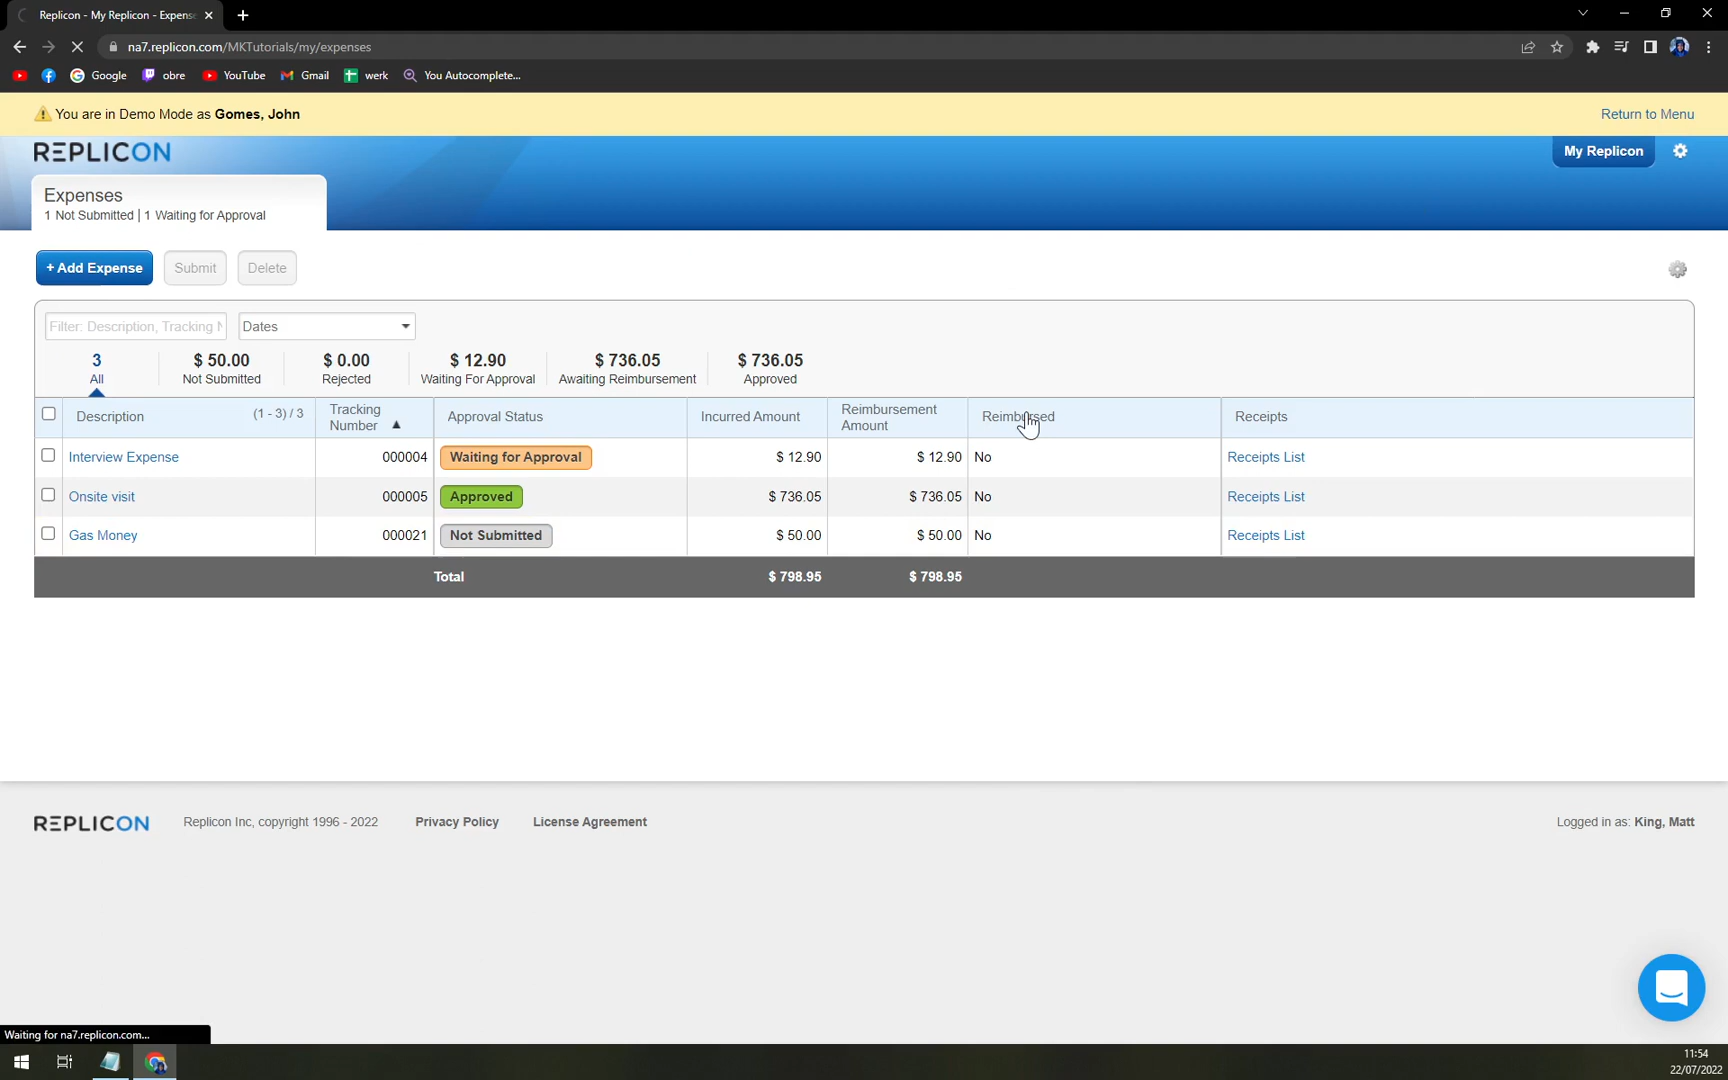 Replicon - My Replicon - Expense
na7.replicon.com/MKTutorials/my/expenses
Google
obre
YouTube
Gmail
werk
You Autocomplete...
You are in Demo Mode as Gomes, John
Return to Menu
REPLICON
My Replicon
Expenses
1 Not Submitted | 1 Waiting for Approval
+ Add Expense
Submit
Delete
Filter: Description, Tracking N
Dates
3
$ 50.00
$ 0.00
$ 12.90
$ 736.05
$ 736.05
All
Not Submitted
Rejected
Waiting For Approval
Awaiting Reimbursement
Approved
Description
(1 - 3) / 3
Tracking Number
Approval Status
Incurred Amount
Reimbursement Amount
Reimbursed
Receipts
Interview Expense 000004 Waiting for Approval $ 12.90 $ 12.90 No Receipts List
Onsite visit 000005 Approved $ 736.05 $ 736.05 No Receipts List
Gas Money 000021 Not Submitted $ 50.00 $ 50.00 No Receipts List
Total $ 798.95 $ 798.95
REPLICON
Replicon Inc, copyright 1996 - 2022
Privacy Policy
License Agreement
Logged in as: King, Matt
Waiting for na7.replicon.com...
11:54
22/07/2022